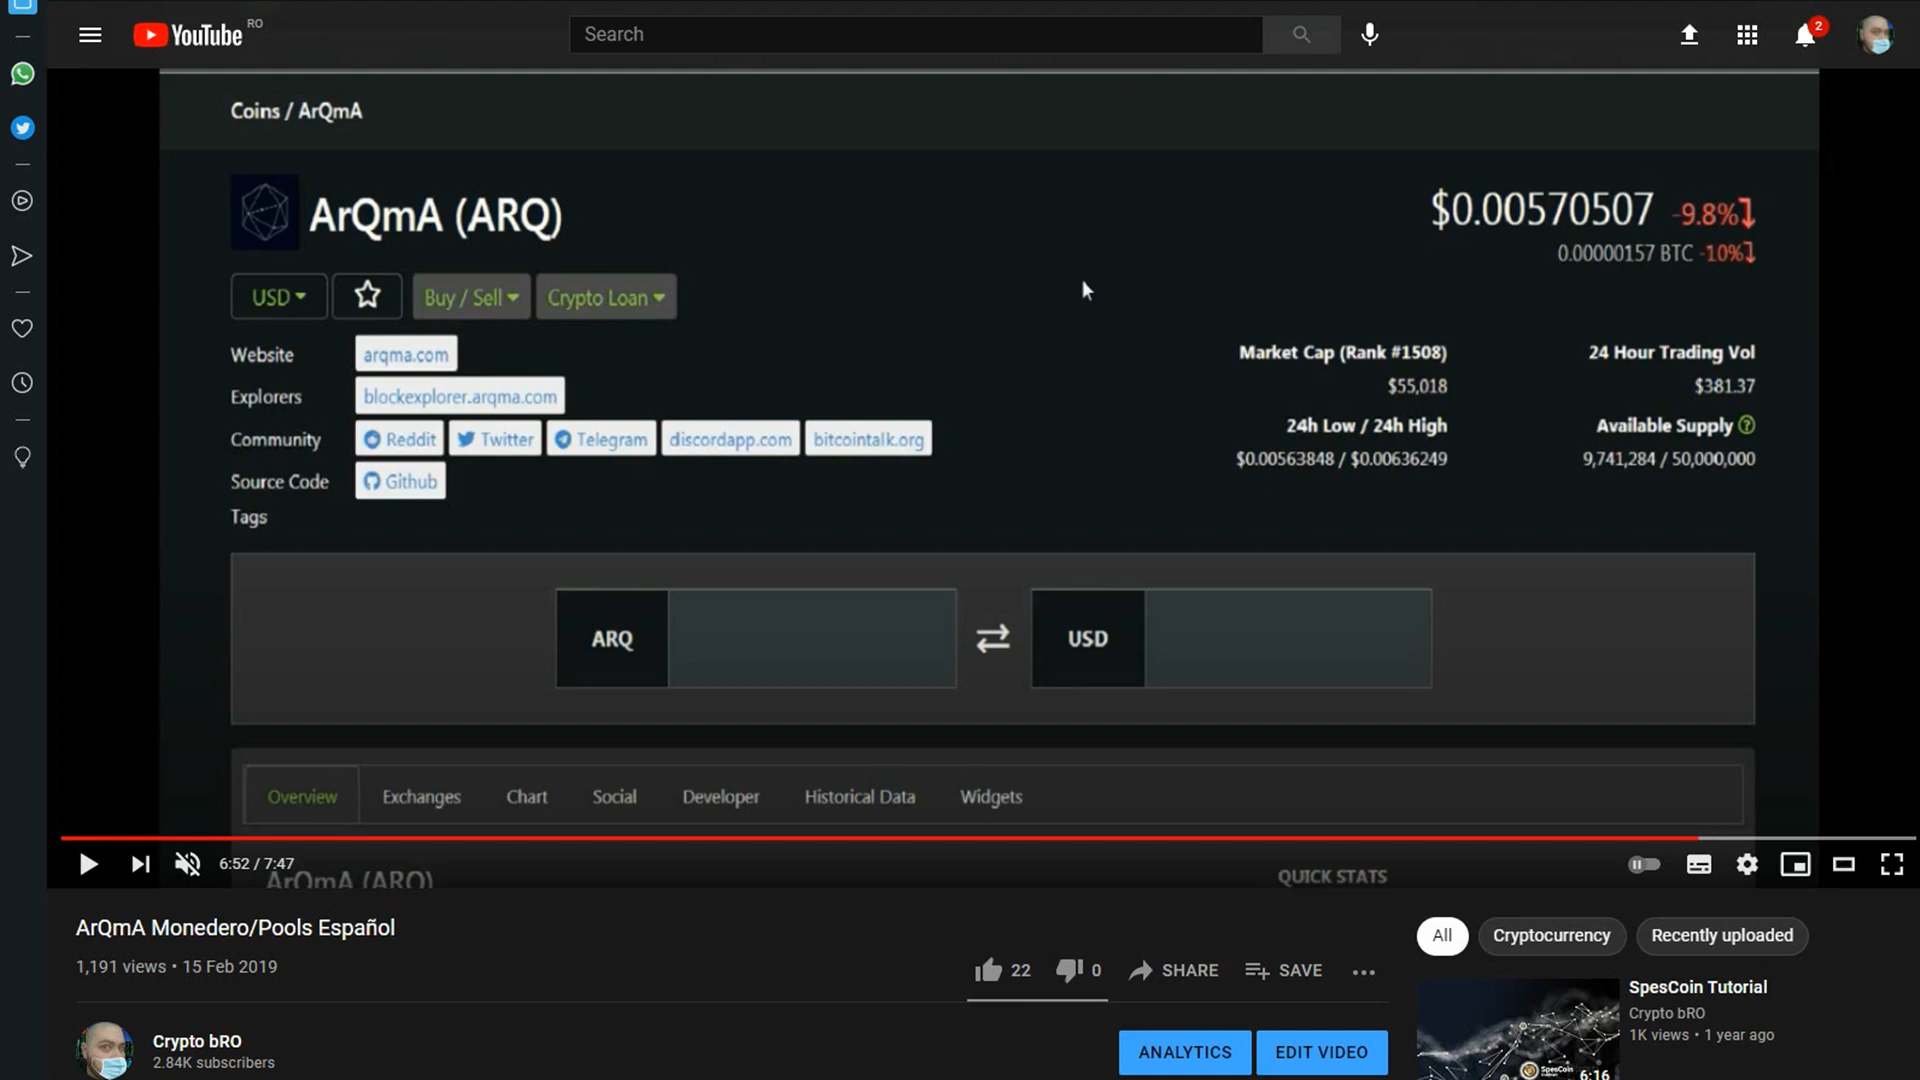 YouTube RO
Search
2
Coins / ArQmA
ArQmA (ARQ)
$0.00570507 -9.8%
0.00000157 BTC -10%
USD
Buy / Sell
Crypto Loan
Website arqma.com
Explorers blockexplorer.arqma.com
Community Reddit Twitter Telegram discordapp.com bitcointalk.org
Source Code Github
Tags
Market Cap (Rank #1508)
$55,018
24 Hour Trading Vol
$381.37
24h Low / 24h High
$0.00563848 / $0.00636249
Available Supply ?
9,741,284 / 50,000,000
ARQ
USD
Overview Exchanges Chart Social Developer Historical Data Widgets
6:52 / 7:47
ArQmA (ARQ)
QUICK STATS
ArQmA Monedero/Pools Español
1,191 views • 15 Feb 2019
22
0
SHARE
SAVE
Crypto bRO
2.84K subscribers
ANALYTICS
EDIT VIDEO
All
Cryptocurrency
Recently uploaded
SpesCoin
6:16
SpesCoin Tutorial
Crypto bRO
1K views • 1 year ago